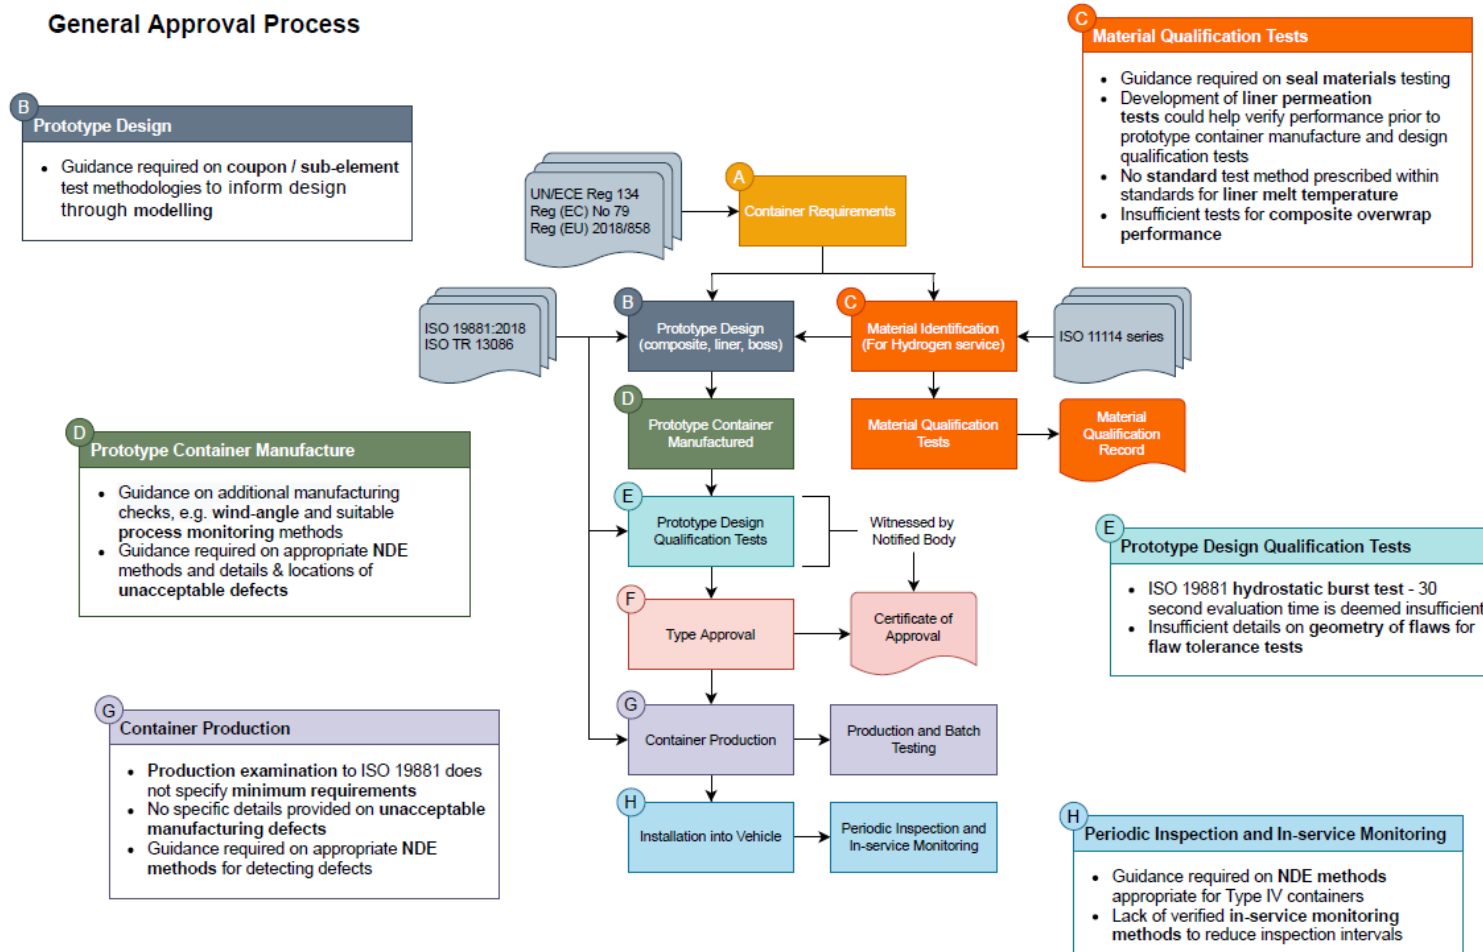 General Approval Process
B
Prototype Design
• Guidance required on coupon / sub-element
test methodologies to inform design
through modelling
C
Material Qualification Tests
• Guidance required on seal materials testing
• Development of liner permeation
tests could help verify performance prior to
prototype container manufacture and design
qualification tests
• No standard test method prescribed within
standards for liner melt temperature
• Insufficient tests for composite overwrap
performance
UN/ECE Reg 134
Reg (EC) No 79
Reg (EU) 2018/858
A
Container Requirements
ISO 19881:2018
ISO TR 13086
B
Prototype Design
(composite, liner, boss)
C
Material Identification
(For Hydrogen service)
ISO 11114 series
D
Prototype Container
Manufactured
Material Qualification
Tests
Material
Qualification
Record
D
Prototype Container Manufacture
• Guidance on additional manufacturing
checks, e.g. wind-angle and suitable
process monitoring methods
• Guidance required on appropriate NDE
methods and details & locations of
unacceptable defects
E
Prototype Design
Qualification Tests
Witnessed by
Notified Body
E
Prototype Design Qualification Tests
• ISO 19881 hydrostatic burst test - 30
second evaluation time is deemed insufficient
• Insufficient details on geometry of flaws for
flaw tolerance tests
F
Type Approval
Certificate of
Approval
G
Container Production
• Production examination to ISO 19881 does
not specify minimum requirements
• No specific details provided on unacceptable
manufacturing defects
• Guidance required on appropriate NDE
methods for detecting defects
G
Container Production
Production and Batch
Testing
H
Installation into Vehicle
Periodic Inspection and
In-service Monitoring
H
Periodic Inspection and In-service Monitoring
• Guidance required on NDE methods
appropriate for Type IV containers
• Lack of verified in-service monitoring
methods to reduce inspection intervals